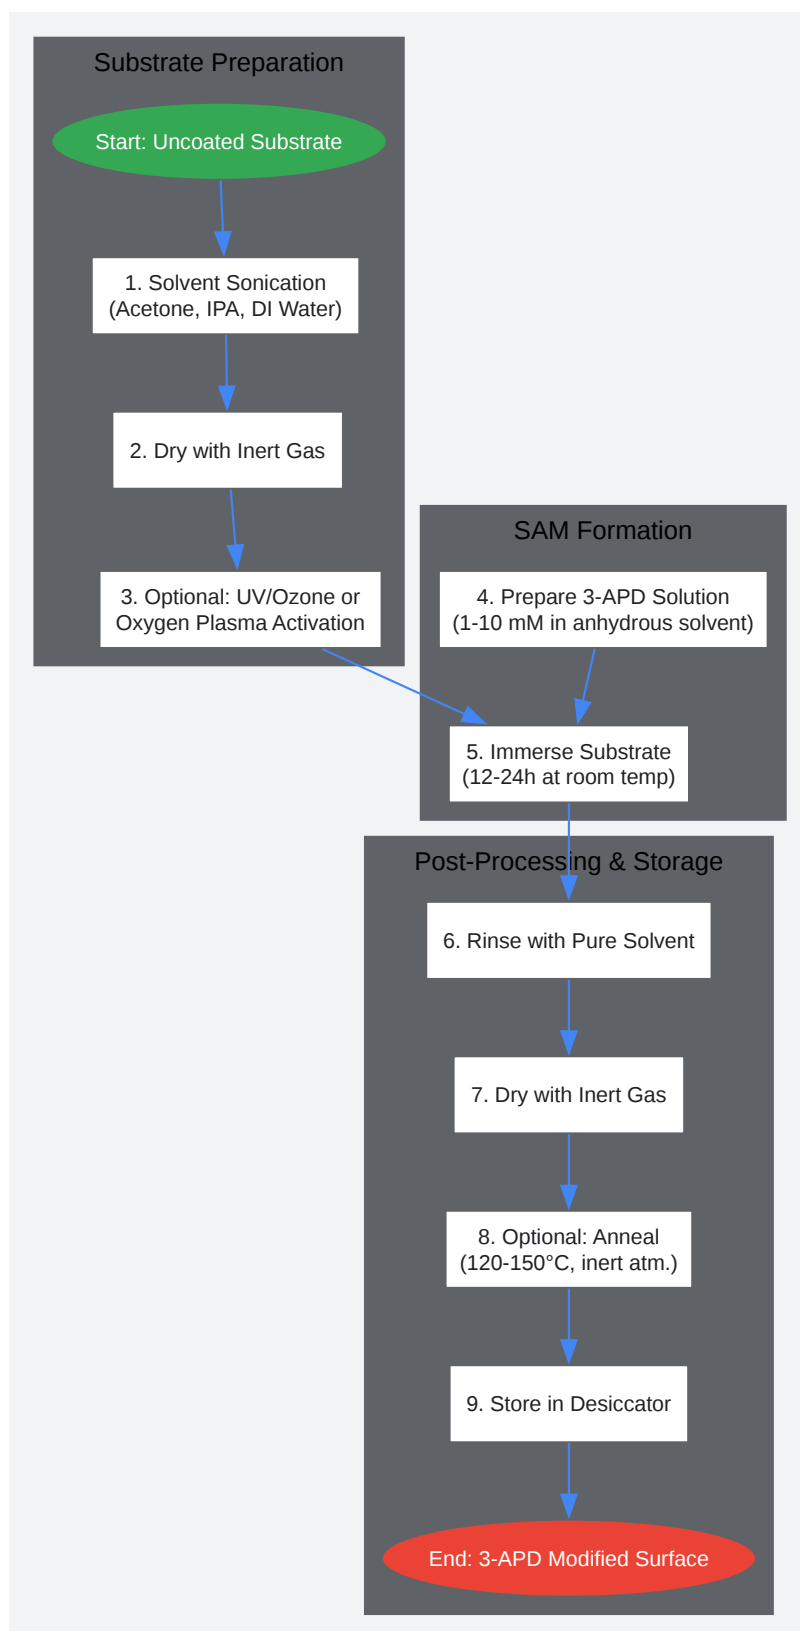 Substrate Preparation
Start: Uncoated Substrate
1. Solvent Sonication
(Acetone, IPA, DI Water)
2. Dry with Inert Gas
3. Optional: UV/Ozone or
Oxygen Plasma Activation
SAM Formation
4. Prepare 3-APD Solution
(1-10 mM in anhydrous solvent)
5. Immerse Substrate
(12-24h at room temp)
Post-Processing & Storage
6. Rinse with Pure Solvent
7. Dry with Inert Gas
8. Optional: Anneal
(120-150°C, inert atm.)
9. Store in Desiccator
End: 3-APD Modified Surface